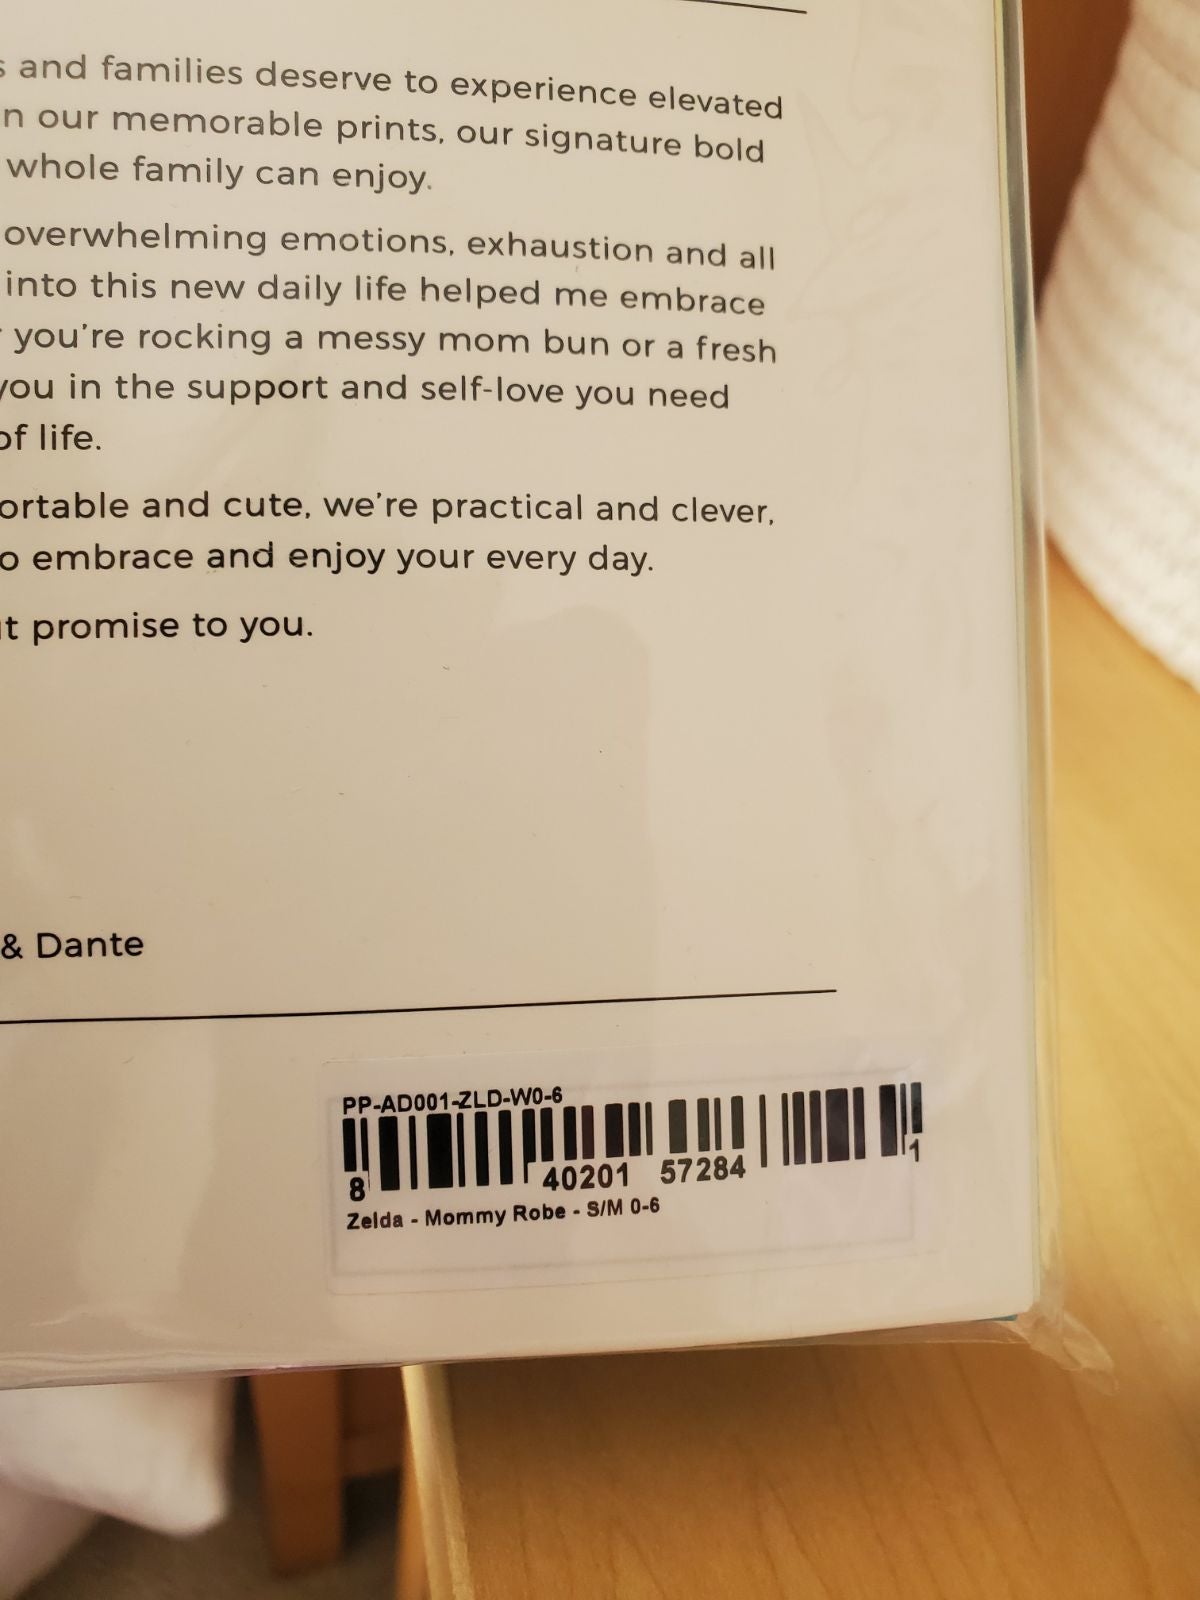 and families deserve to experience elevated
our memorable prints, our signature bold
whole family can enjoy.
overwhelming emotions, exhaustion and all
into this new daily life helped me embrace
you're rocking a messy mom bun or a fresh
you in the support and self-love you need
of life.
ortable and cute, we're practical and clever,
o embrace and enjoy your every day.
promise to you.
& Dante
PP-AD001-ZLD-W0-6
8 40201 57284 1
Zelda - Mommy Robe - S/M 0-6